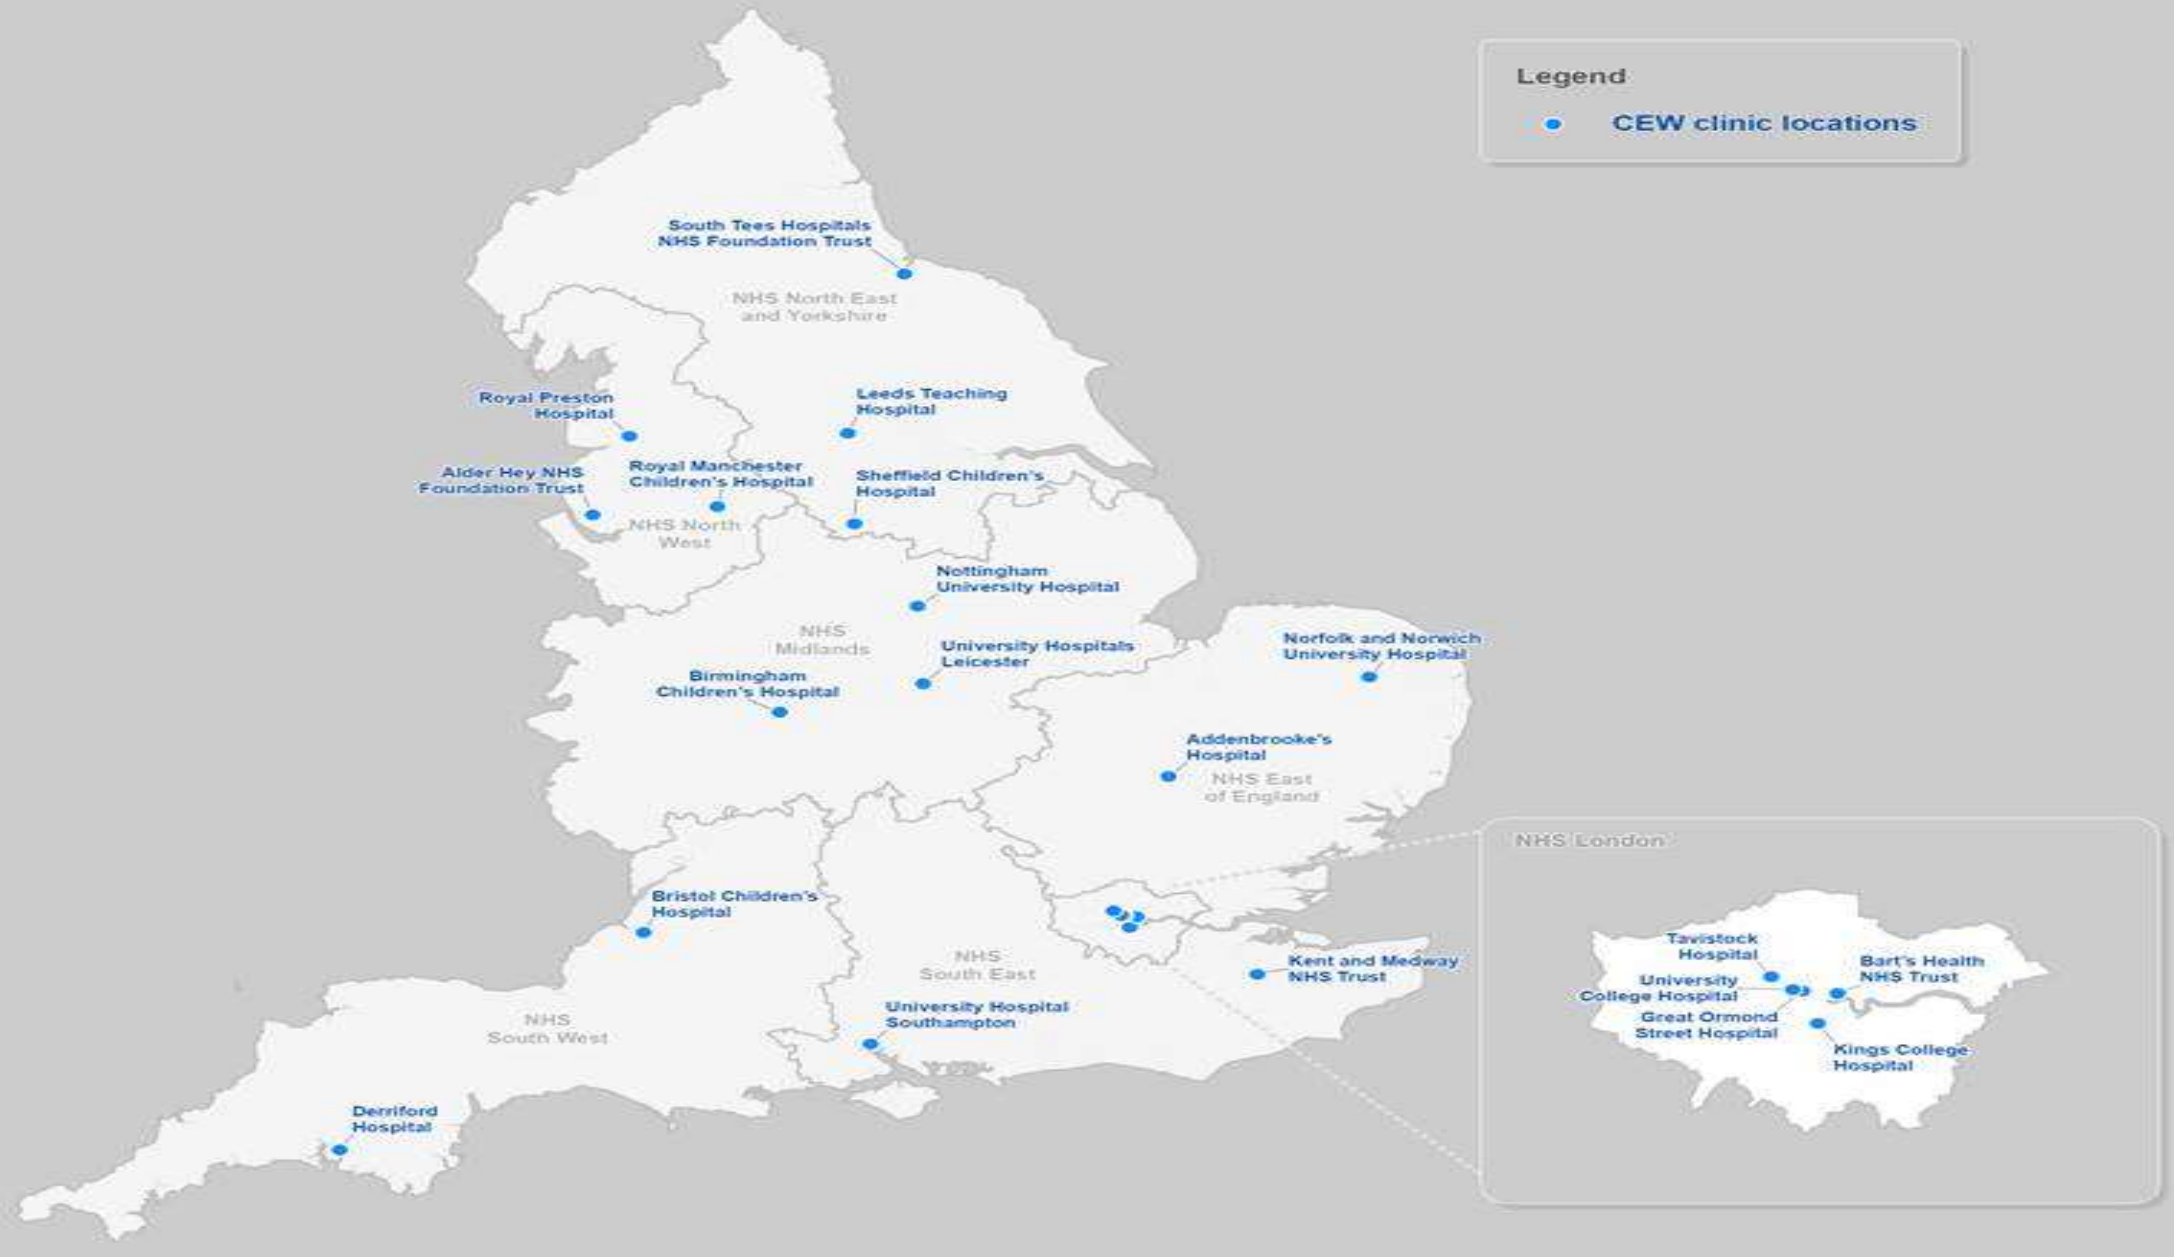 Legend
CEW clinic locations
South Tees Hospitals
NHS Foundation Trust
NHS North East
and Yorkshire
Royal Preston
Hospital
Leeds Teaching
Hospital
Alder Hey NHS
Foundation Trust
Royal Manchester
Children's Hospital
Sheffield Children's
Hospital
NHS North
West
Nottingham
University Hospital
NHS
Midlands
University Hospitals
Leicester
Birmingham
Children's Hospital
Norfolk and Norwich
University Hospital
Addenbrooke's
Hospital
NHS East
of England
Bristol Children's
Hospital
NHS
South East
Kent and Medway
NHS Trust
University Hospital
Southampton
NHS
South West
Derriford
Hospital
NHS London
Tavistock
Hospital
University
College Hospital
Great Ormond
Street Hospital
Bart's Health
NHS Trust
Kings College
Hospital